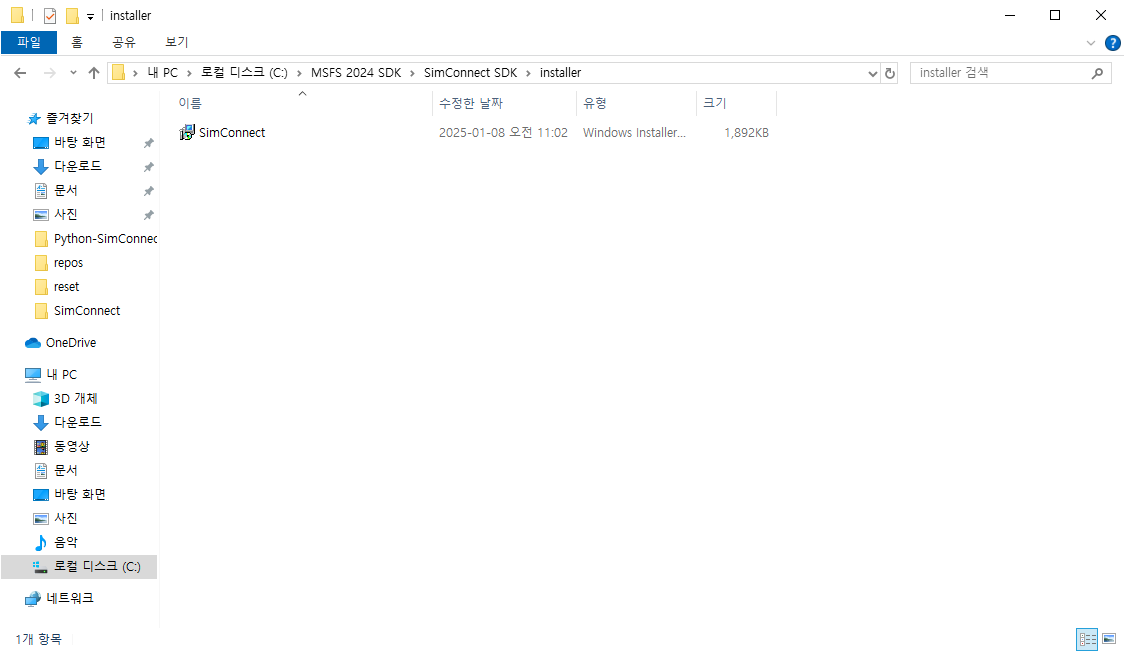 installer
파일 홈 공유 보기
내 PC › 로컬 디스크 (C:) › MSFS 2024 SDK › SimConnect SDK › installer
installer 검색
이름 수정한 날짜 유형 크기
SimConnect 2025-01-08 오전 11:02 Windows Installer... 1,892KB
즐겨찾기
바탕 화면
다운로드
문서
사진
Python-SimConnec
repos
reset
SimConnect
OneDrive
내 PC
3D 개체
다운로드
동영상
문서
바탕 화면
사진
음악
로컬 디스크 (C:)
네트워크
1개 항목